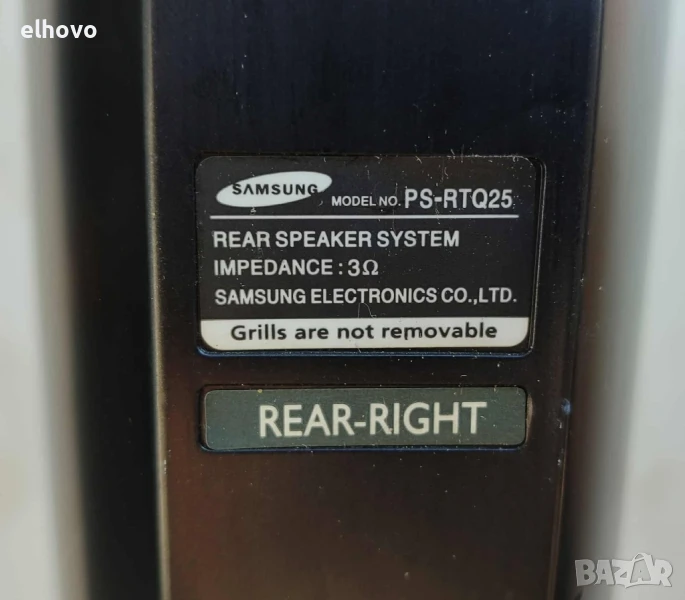 elhovo
SAMSUNG MODEL NO. PS-RTQ25
REAR SPEAKER SYSTEM
IMPEDANCE : 3Ω
SAMSUNG ELECTRONICS CO.,LTD.
Grills are not removable
REAR-RIGHT
BAZAR